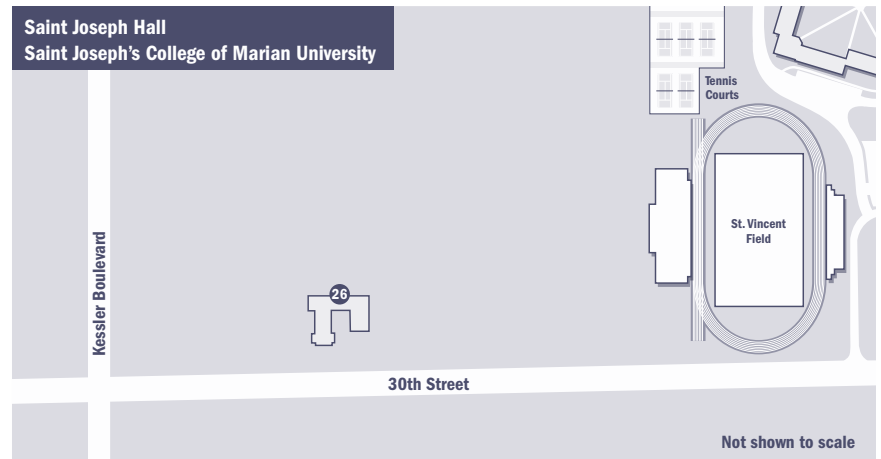 Saint Joseph Hall
Saint Joseph's College of Marian University
Tennis
Courts
St. Vincent
Field
Kessler Boulevard
26
30th Street
Not shown to scale